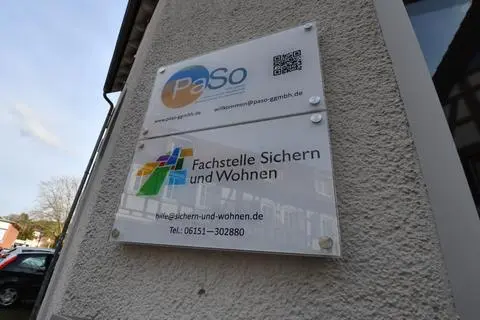 PaSo
www.paso-ggmbh.de
willkommen@paso-ggmbh.de
Fachstelle Sichern
und Wohnen
hilfe@sichern-und-wohnen.de
Tel.: 06151—302880